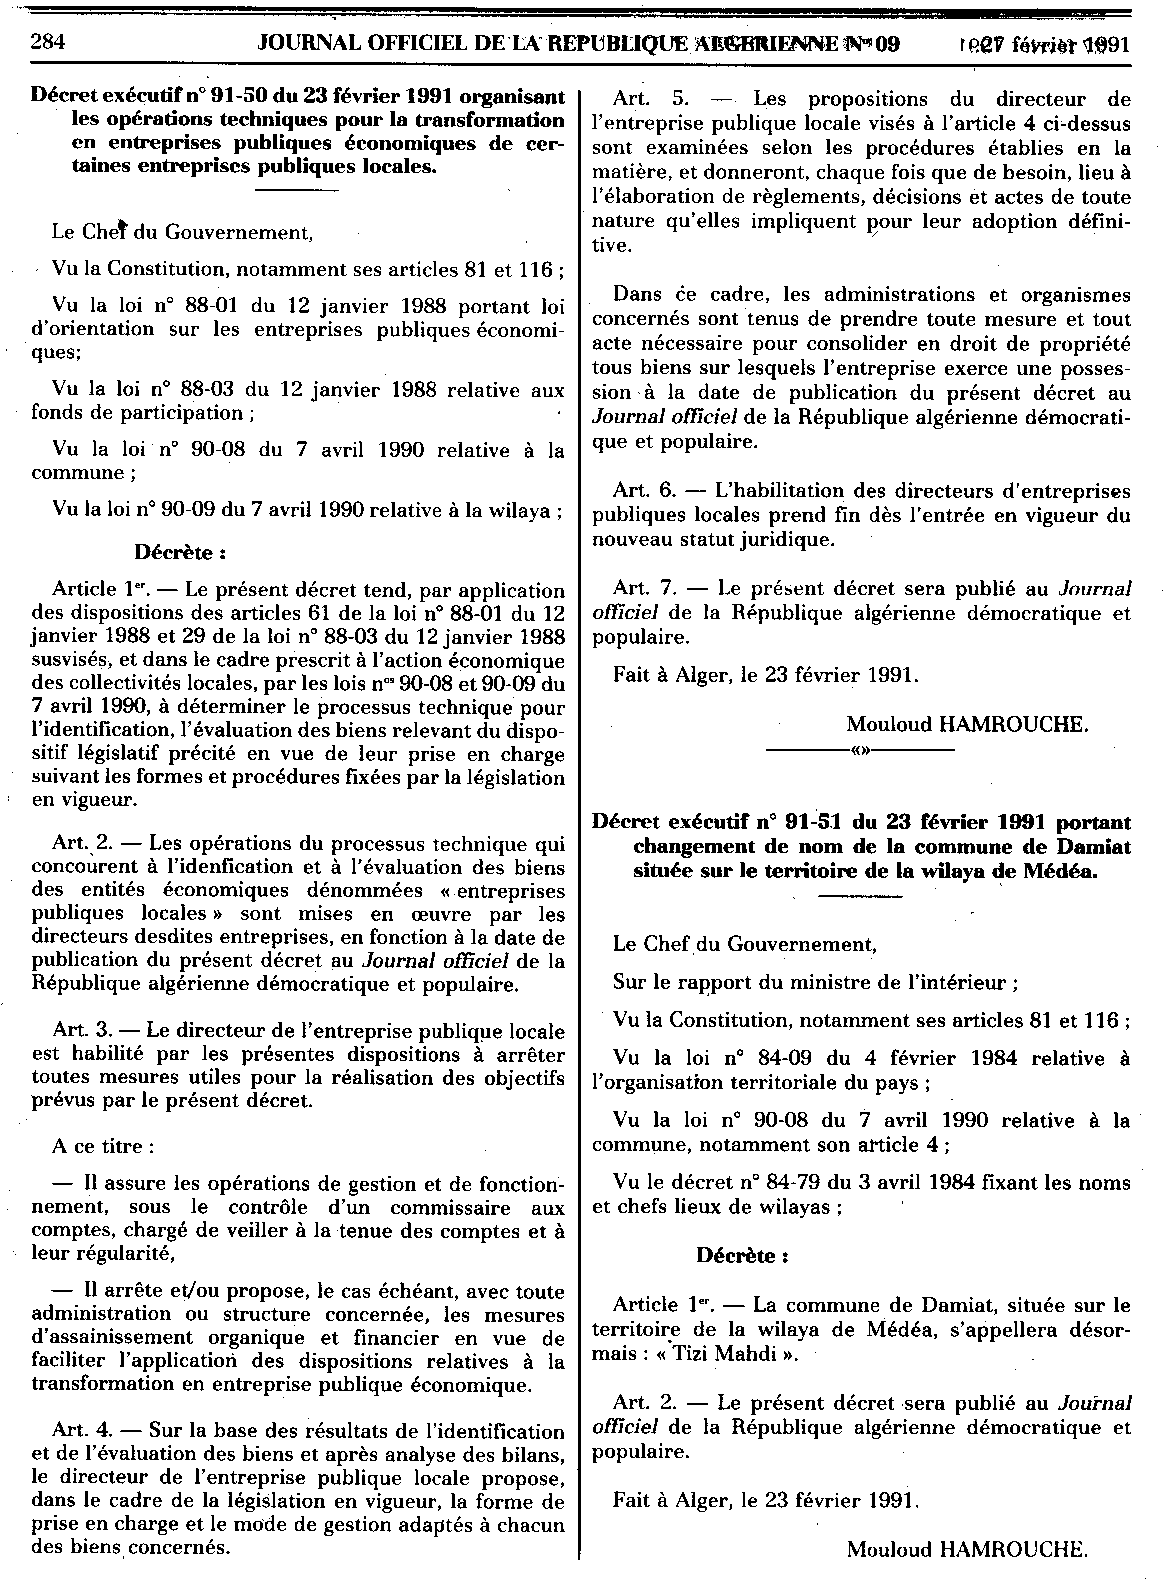 284 JOURNAL OFFICIEL DE LA REPUBLIQUE ALGERIENNE N° 09 27 février 1991
Décret exécutif n° 91-50 du 23 février 1991 organisant
les opérations techniques pour la transformation
en entreprises publiques économiques de cer-
taines entreprises publiques locales.
Le Chef du Gouvernement,
Vu la Constitution, notamment ses articles 81 et 116 ;
Vu la loi n° 88-01 du 12 janvier 1988 portant loi
d'orientation sur les entreprises publiques économi-
ques;
Vu la loi n° 88-03 du 12 janvier 1988 relative aux
fonds de participation ;
Vu la loi n° 90-08 du 7 avril 1990 relative à la
commune ;
Vu la loi n° 90-09 du 7 avril 1990 relative à la wilaya ;
Décrète :
Article 1er. — Le présent décret tend, par application
des dispositions des articles 61 de la loi n° 88-01 du 12
janvier 1988 et 29 de la loi n° 88-03 du 12 janvier 1988
susvisés, et dans le cadre prescrit à l'action économique
des collectivités locales, par les lois nos 90-08 et 90-09 du
7 avril 1990, à déterminer le processus technique pour
l'identification, l'évaluation des biens relevant du dispo-
sitif législatif précité en vue de leur prise en charge
suivant les formes et procédures fixées par la législation
en vigueur.
Art. 2. — Les opérations du processus technique qui
concourent à l'idenfication et à l'évaluation des biens
des entités économiques dénommées « entreprises
publiques locales » sont mises en œuvre par les
directeurs desdites entreprises, en fonction à la date de
publication du présent décret au Journal officiel de la
République algérienne démocratique et populaire.
Art. 3. — Le directeur de l'entreprise publique locale
est habilité par les présentes dispositions à arrêter
toutes mesures utiles pour la réalisation des objectifs
prévus par le présent décret.
A ce titre :
— Il assure les opérations de gestion et de fonction-
nement, sous le contrôle d'un commissaire aux
comptes, chargé de veiller à la tenue des comptes et à
leur régularité,
— Il arrête et/ou propose, le cas échéant, avec toute
administration ou structure concernée, les mesures
d'assainissement organique et financier en vue de
faciliter l'application des dispositions relatives à la
transformation en entreprise publique économique.
Art. 4. — Sur la base des résultats de l'identification
et de l'évaluation des biens et après analyse des bilans,
le directeur de l'entreprise publique locale propose,
dans le cadre de la législation en vigueur, la forme de
prise en charge et le mode de gestion adaptés à chacun
des biens concernés.
Art. 5. — Les propositions du directeur de
l'entreprise publique locale visés à l'article 4 ci-dessus
sont examinées selon les procédures établies en la
matière, et donneront, chaque fois que de besoin, lieu à
l'élaboration de règlements, décisions et actes de toute
nature qu'elles impliquent pour leur adoption défini-
tive.
Dans ce cadre, les administrations et organismes
concernés sont tenus de prendre toute mesure et tout
acte nécessaire pour consolider en droit de propriété
tous biens sur lesquels l'entreprise exerce une posses-
sion à la date de publication du présent décret au
Journal officiel de la République algérienne démocrati-
que et populaire.
Art. 6. — L'habilitation des directeurs d'entreprises
publiques locales prend fin dès l'entrée en vigueur du
nouveau statut juridique.
Art. 7. — Le présent décret sera publié au Journal
officiel de la République algérienne démocratique et
populaire.
Fait à Alger, le 23 février 1991.
Mouloud HAMROUCHE.
«»
Décret exécutif n° 91-51 du 23 février 1991 portant
changement de nom de la commune de Damiat
située sur le territoire de la wilaya de Médéa.
Le Chef du Gouvernement,
Sur le rapport du ministre de l'intérieur ;
Vu la Constitution, notamment ses articles 81 et 116 ;
Vu la loi n° 84-09 du 4 février 1984 relative à
l'organisation territoriale du pays ;
Vu la loi n° 90-08 du 7 avril 1990 relative à la
commune, notamment son article 4 ;
Vu le décret n° 84-79 du 3 avril 1984 fixant les noms
et chefs lieux de wilayas ;
Décrète :
Article 1er. — La commune de Damiat, située sur le
territoire de la wilaya de Médéa, s'appellera désor-
mais : « Tizi Mahdi ».
Art. 2. — Le présent décret sera publié au Journal
officiel de la République algérienne démocratique et
populaire.
Fait à Alger, le 23 février 1991.
Mouloud HAMROUCHE.